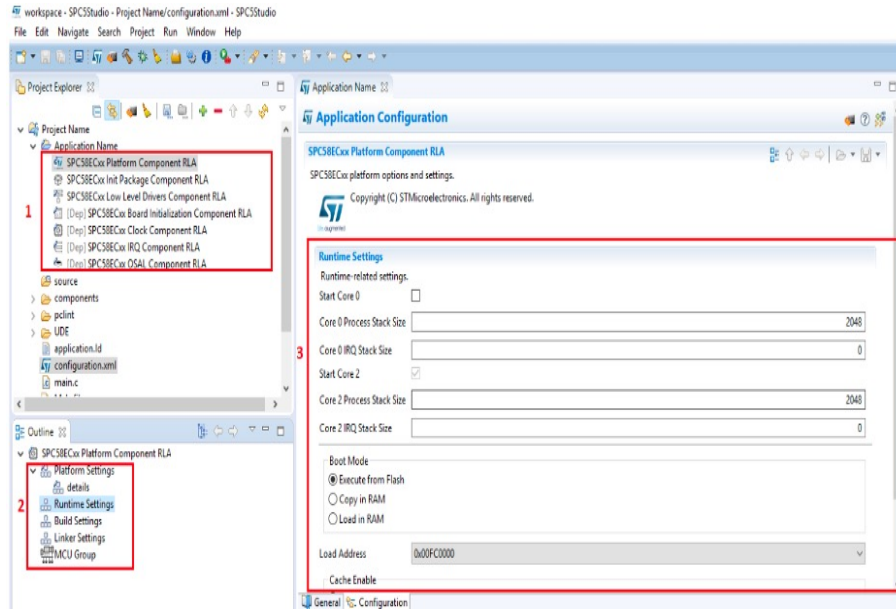 workspace - SPC5Studio - Project Name/configuration.xml - SPC5Studio
File Edit Navigate Search Project Run Window Help
Project Explorer
Project Name
Application Name
SPC58ECxx Platform Component RLA
SPC58ECxx Init Package Component RLA
SPC58ECxx Low Level Drivers Component RLA
1
[Dep] SPC58ECxx Board Initialization Component RLA
[Dep] SPC58ECxx Clock Component RLA
[Dep] SPC58ECxx IRQ Component RLA
[Dep] SPC58ECxx OSAL Component RLA
source
components
pclint
UDE
application.ld
configuration.xml
main.c
Outline
SPC58ECxx Platform Component RLA
Platform Settings
details
2
Runtime Settings
Build Settings
Linker Settings
MCU Group
Application Name
Application Configuration
SPC58ECxx Platform Component RLA
SPC58ECxx platform options and settings.
Copyright (C) STMicroelectronics. All rights reserved.
Runtime Settings
Runtime-related settings.
Start Core 0
Core 0 Process Stack Size 2048
3
Core 0 IRQ Stack Size 0
Start Core 2
Core 2 Process Stack Size 2048
Core 2 IRQ Stack Size 0
Boot Mode
Execute from Flash
Copy in RAM
Load in RAM
Load Address 0x00FC0000
Cache Enable
General Configuration